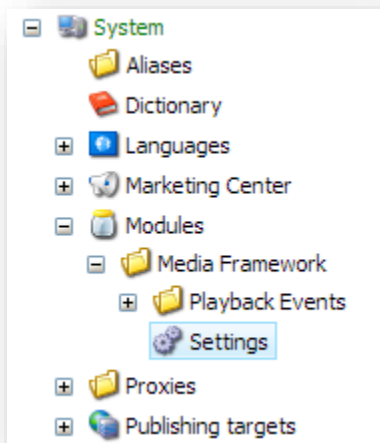 System
Aliases
Dictionary
Languages
Marketing Center
Modules
Media Framework
Playback Events
Settings
Proxies
Publishing targets